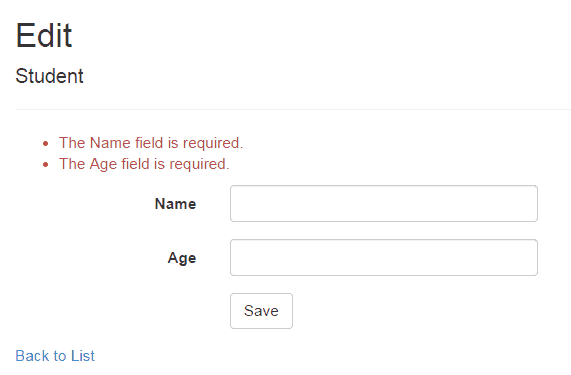 Edit
Student
The Name field is required.
The Age field is required.
Name
Age
Save
Back to List